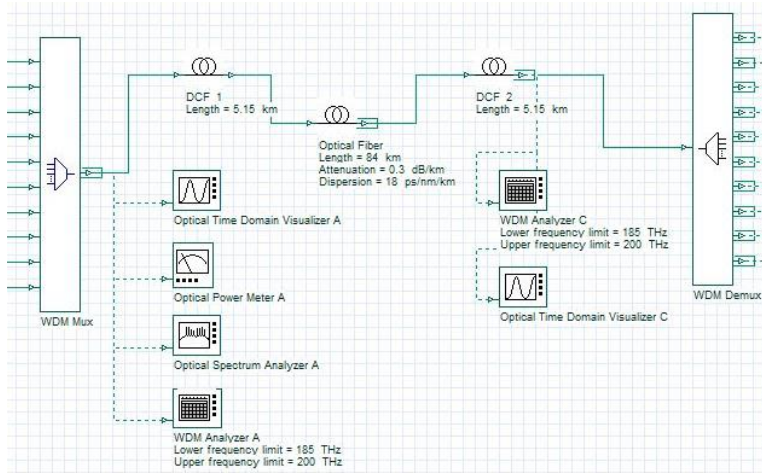 DCF 1
Length = 5.15 km
DCF 2
Length = 5.15 km
Optical Fiber
Length = 84 km
Attenuation = 0.3 dB/km
Dispersion = 18 ps/nm/km
Optical Time Domain Visualizer A
WDM Analyzer C
Lower frequency limit = 185 THz
Upper frequency limit = 200 THz
Optical Power Meter A
WDM Demux
WDM Mux
Optical Time Domain Visualizer C
Optical Spectrum Analyzer A
WDM Analyzer A
Lower frequency limit = 185 THz
Upper frequency limit = 200 THz